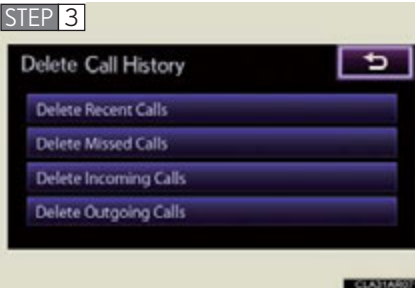 STEP 3
Delete Call History
Delete Recent Calls
Delete Missed Calls
Delete Incoming Calls
Delete Outgoing Calls